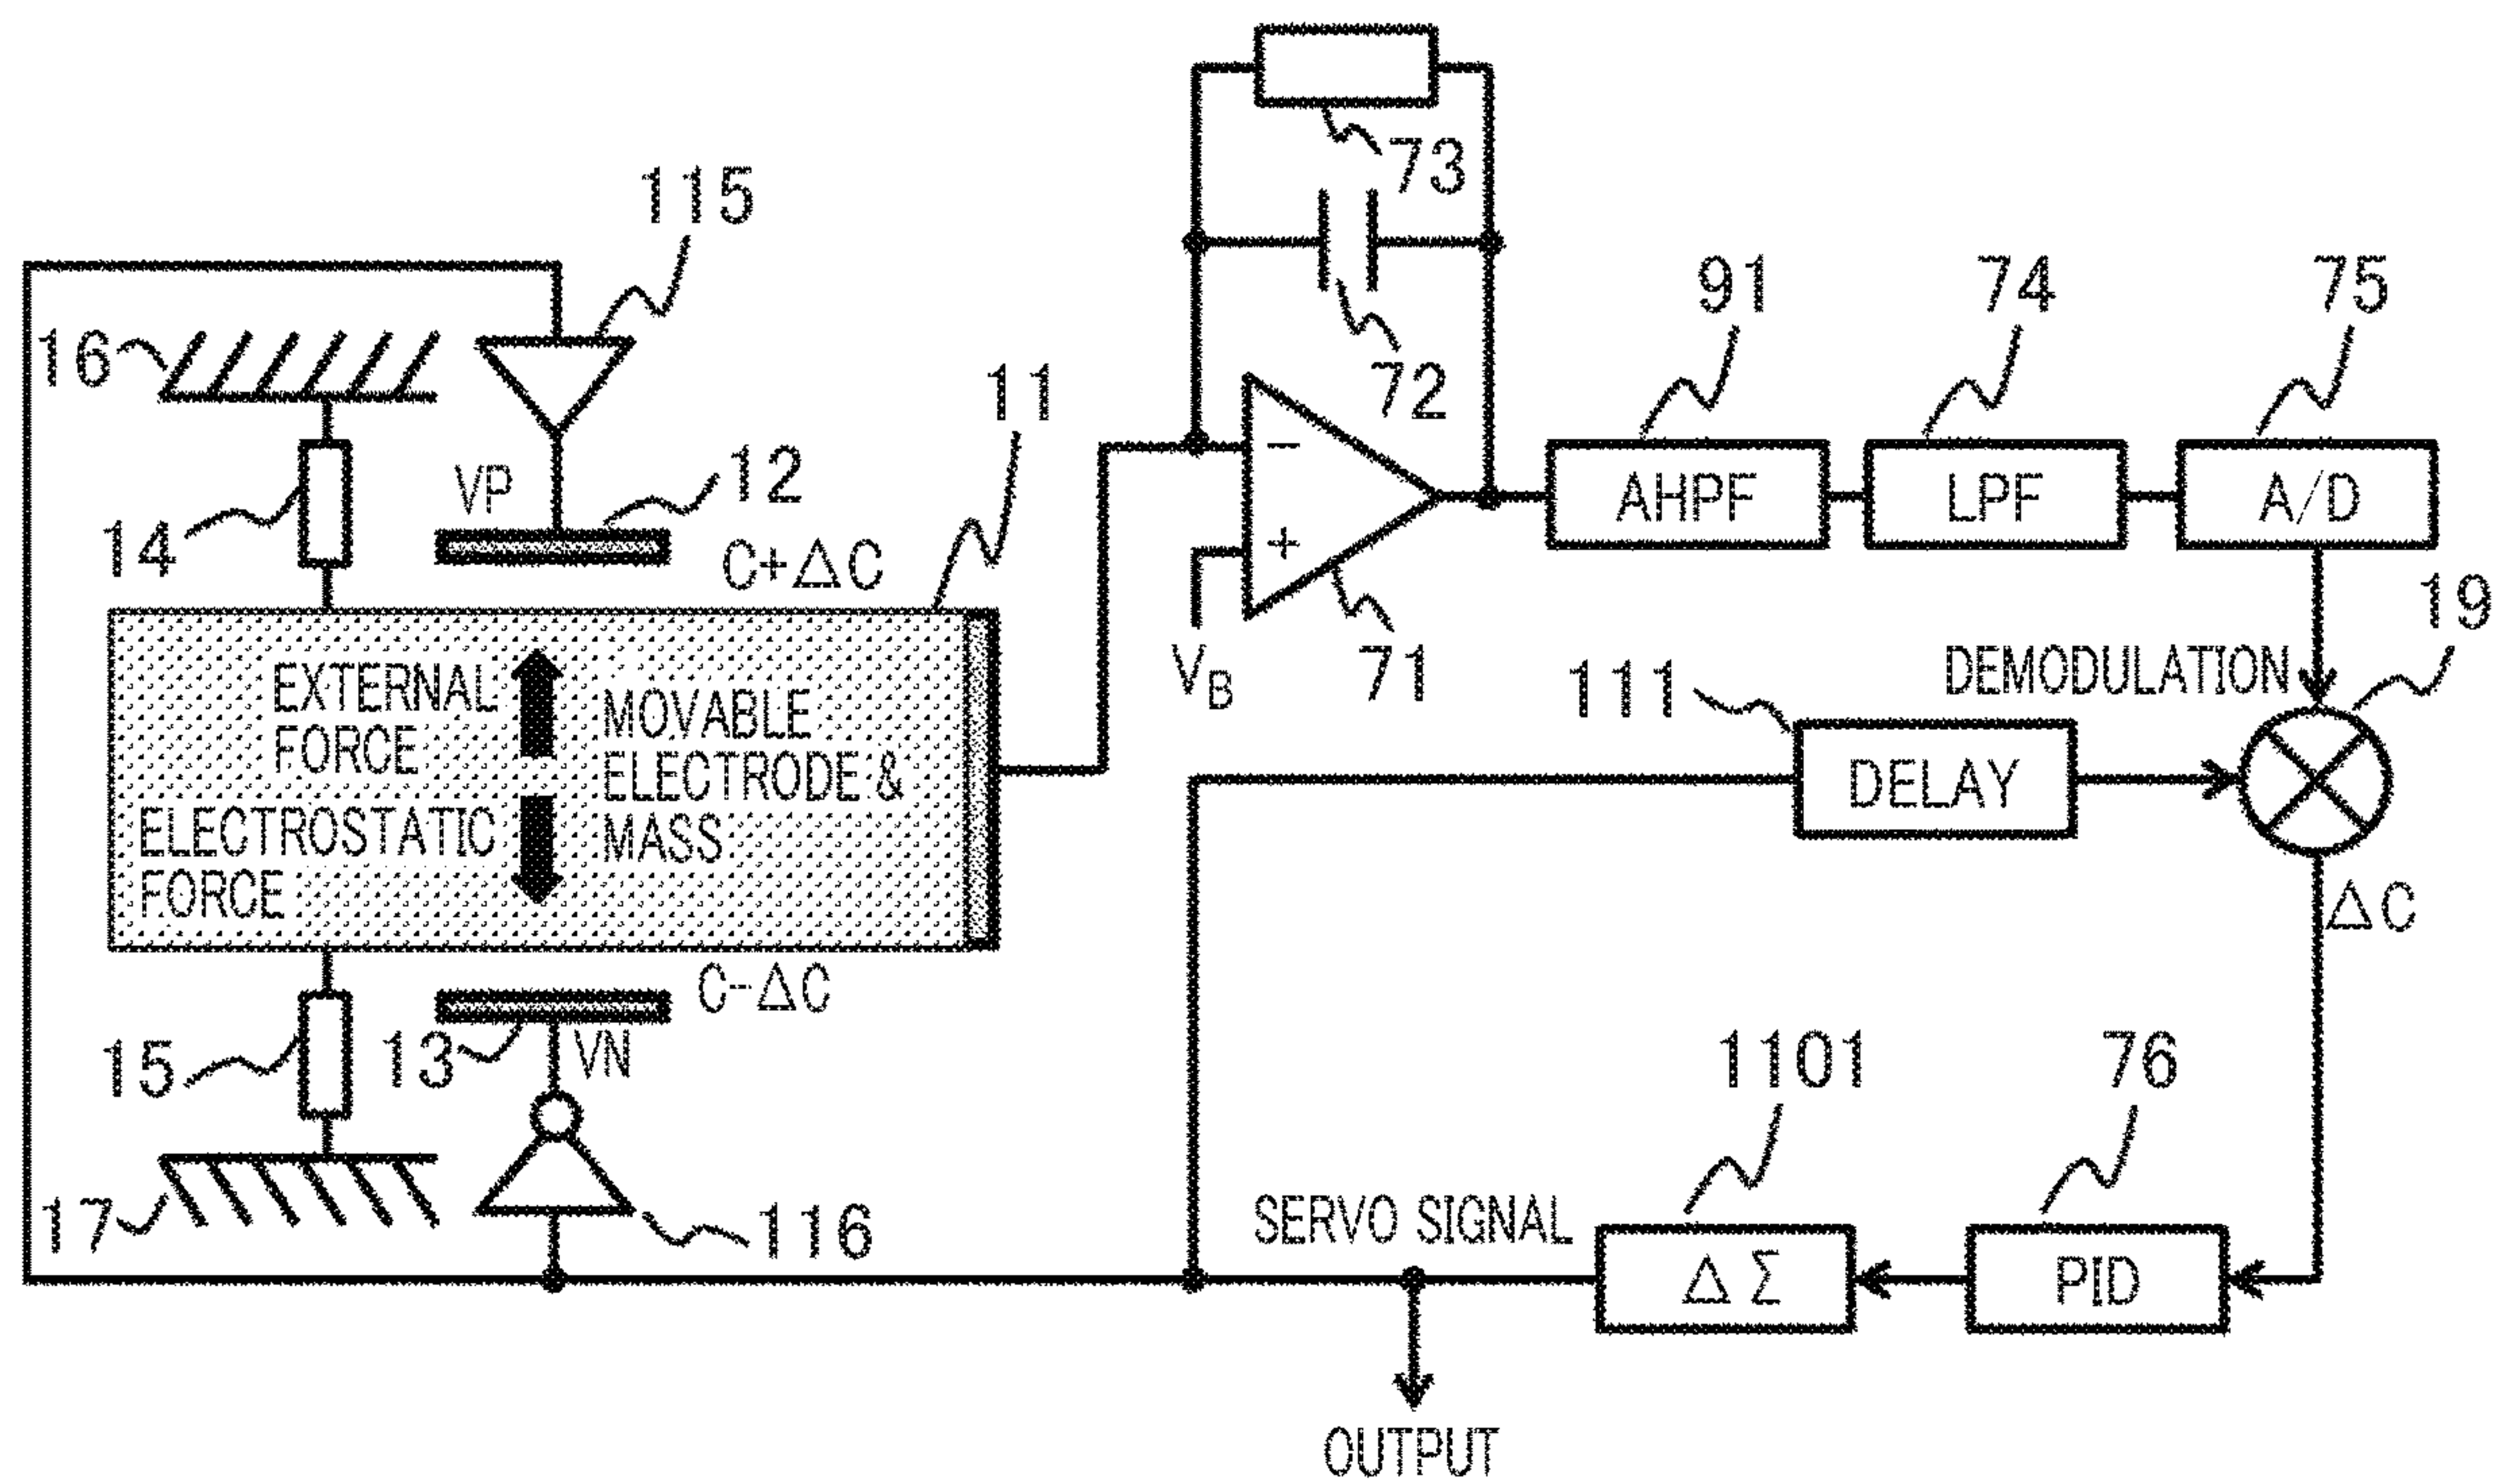 73
115
72
91
74
75
16
11
VP
12
14
C+ΔC
−
+
AHPF
LPF
A/D
VB
71
19
DEMODULATION
111
DELAY
EXTERNAL
FORCE
MOVABLE
ELECTRODE &
MASS
ELECTROSTATIC
FORCE
ΔC
C-ΔC
15
13
VN
1101
76
17
116
SERVO SIGNAL
ΔΣ
PID
OUTPUT